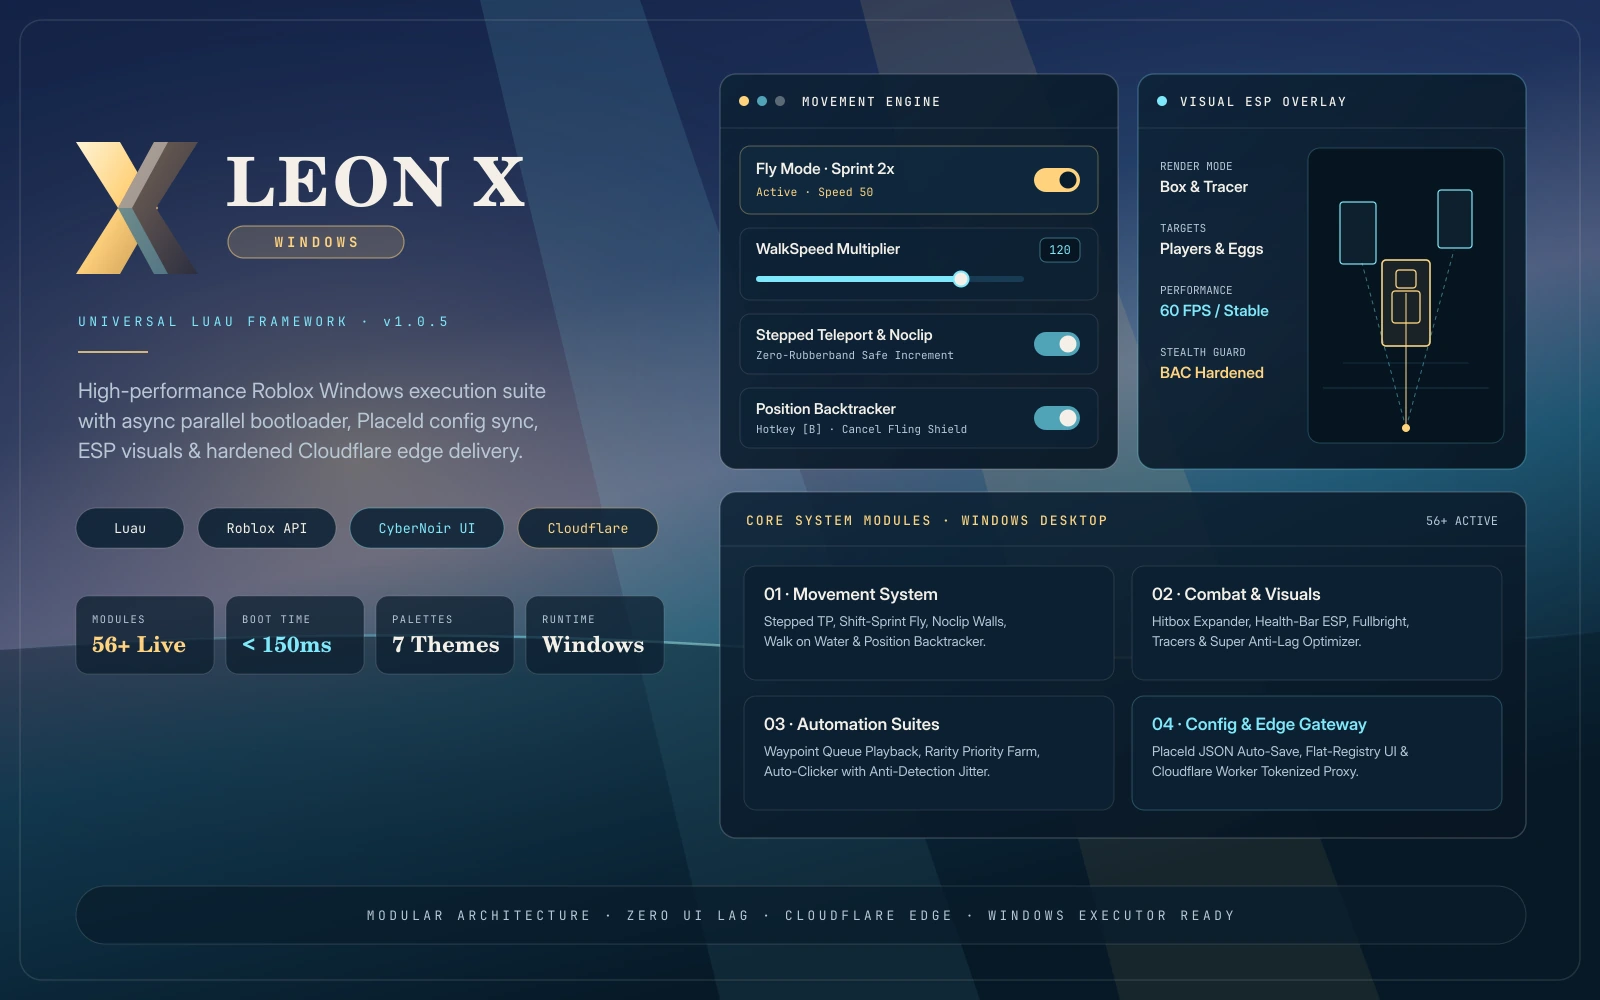 LEON X
WINDOWS
UNIVERSAL LUAU FRAMEWORK · v1.0.5
High-performance Roblox Windows execution suite
with async parallel bootloader, PlaceId config sync,
ESP visuals & hardened Cloudflare edge delivery.
Luau
Roblox API
CyberNoir UI
Cloudflare
MODULES
56+ Live
BOOT TIME
< 150ms
PALETTES
7 Themes
RUNTIME
Windows
MOVEMENT ENGINE
Fly Mode · Sprint 2x
Active · Speed 50
WalkSpeed Multiplier
120
Stepped Teleport & Noclip
Zero-Rubberband Safe Increment
Position Backtracker
Hotkey [B] · Cancel Fling Shield
VISUAL ESP OVERLAY
RENDER MODE
Box & Tracer
TARGETS
Players & Eggs
PERFORMANCE
60 FPS / Stable
STEALTH GUARD
BAC Hardened
CORE SYSTEM MODULES · WINDOWS DESKTOP
56+ ACTIVE
01 · Movement System
Stepped TP, Shift-Sprint Fly, Noclip Walls,
Walk on Water & Position Backtracker.
02 · Combat & Visuals
Hitbox Expander, Health-Bar ESP, Fullbright,
Tracers & Super Anti-Lag Optimizer.
03 · Automation Suites
Waypoint Queue Playback, Rarity Priority Farm,
Auto-Clicker with Anti-Detection Jitter.
04 · Config & Edge Gateway
PlaceId JSON Auto-Save, Flat-Registry UI &
Cloudflare Worker Tokenized Proxy.
MODULAR ARCHITECTURE · ZERO UI LAG · CLOUDFLARE EDGE · WINDOWS EXECUTOR READY